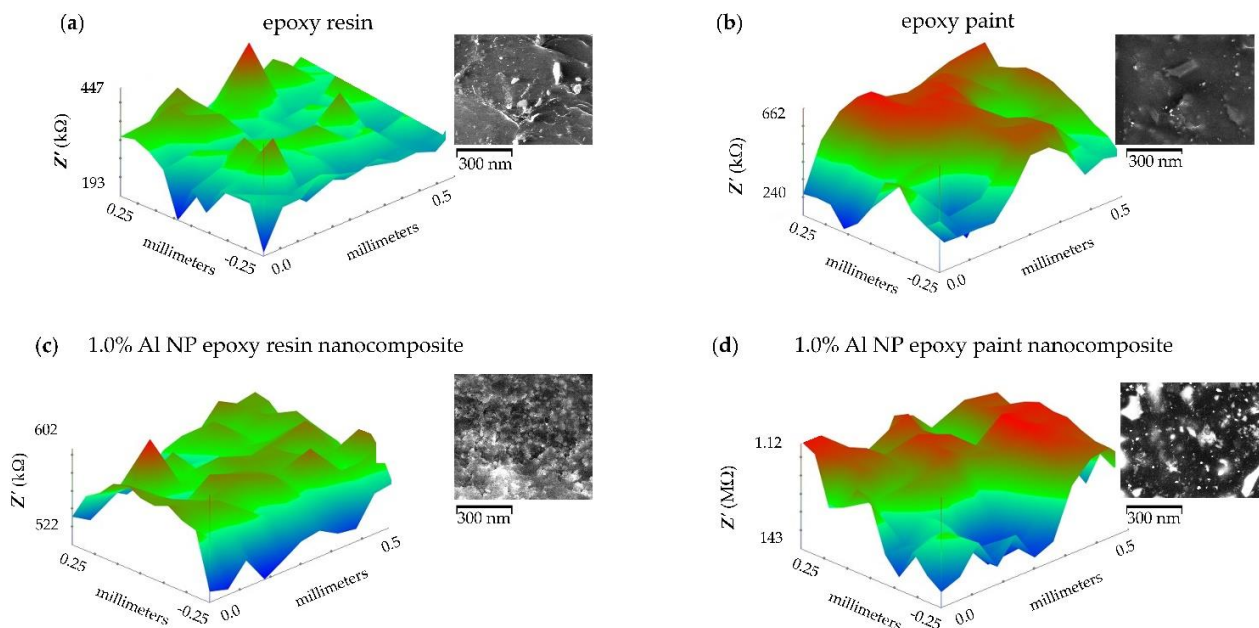 (a)
epoxy resin
447
193
Z′ (kΩ)
0.25
millimeters
-0.25
0.0
millimeters
0.5
300 nm
(b)
epoxy paint
662
240
Z′ (kΩ)
0.25
millimeters
-0.25
0.0
millimeters
0.5
300 nm
(c) 1.0% Al NP epoxy resin nanocomposite
602
522
Z′ (kΩ)
0.25
millimeters
-0.25
0.0
millimeters
0.5
300 nm
(d) 1.0% Al NP epoxy paint nanocomposite
1.12
143
Z′ (MΩ)
0.25
millimeters
-0.25
0.0
millimeters
0.5
300 nm